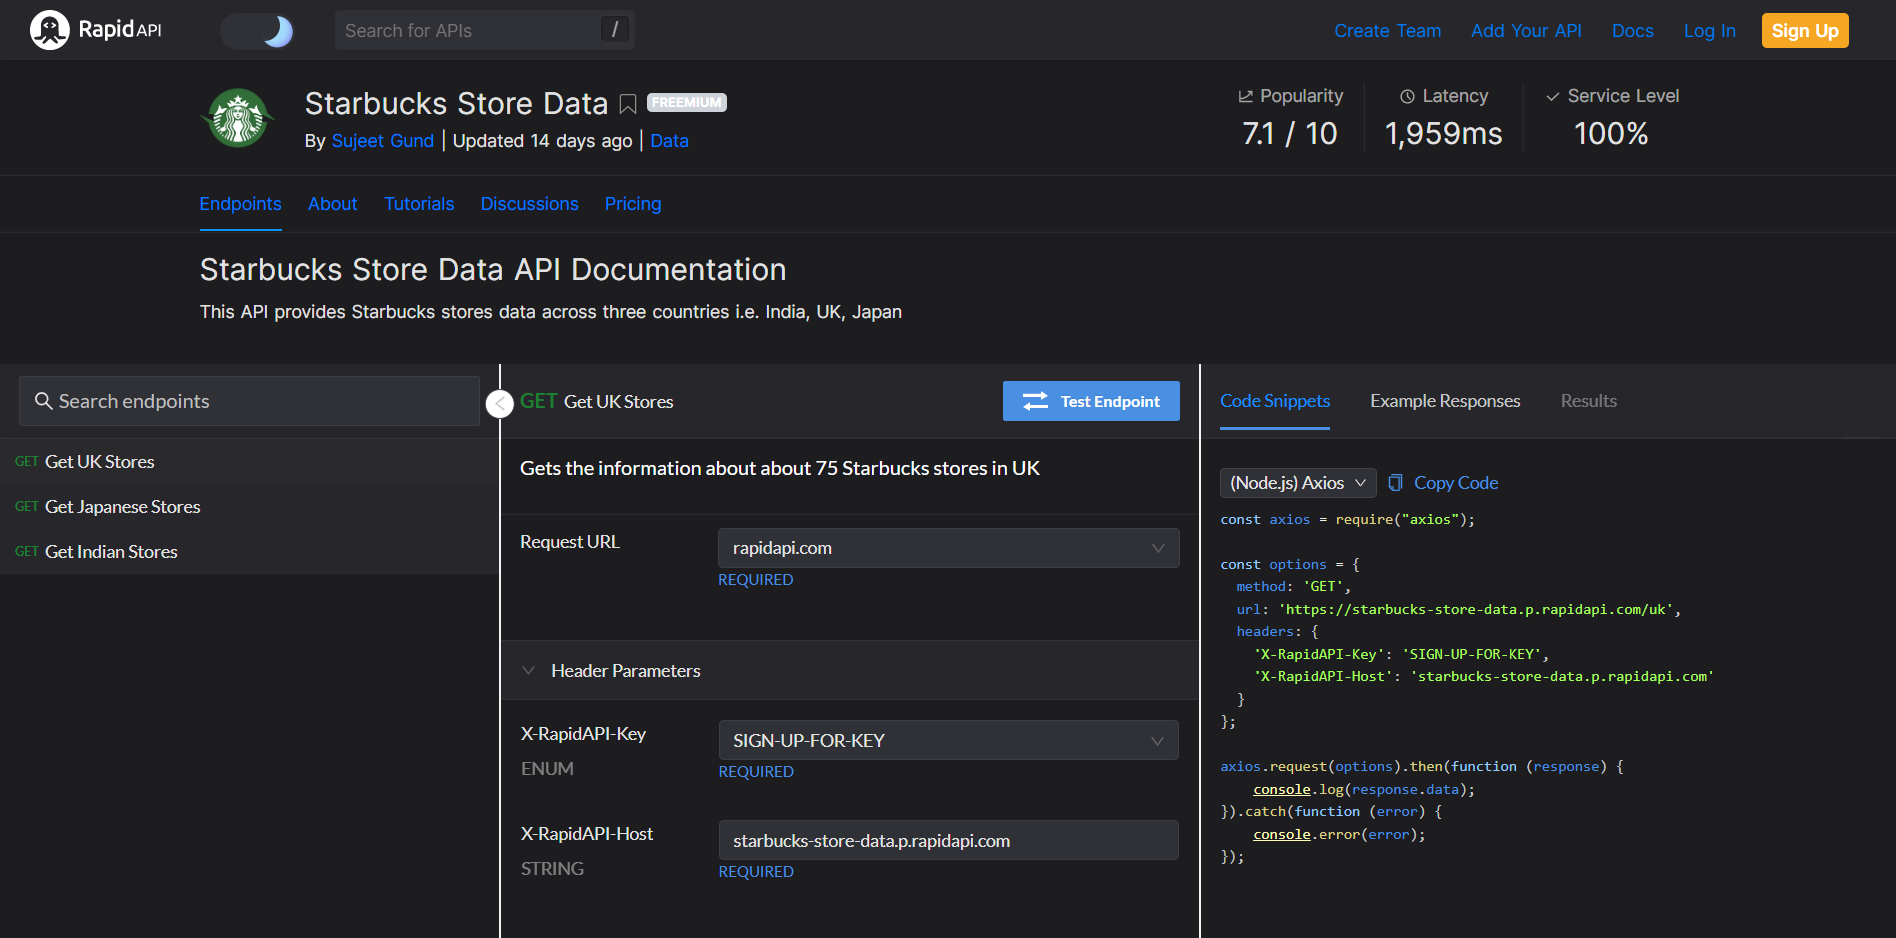 RapidAPI
Search for APIs
/
Create Team
Add Your API
Docs
Log In
Sign Up
Starbucks Store Data
FREEMIUM
By Sujeet Gund | Updated 14 days ago | Data
Popularity
7.1 / 10
Latency
1,959ms
Service Level
100%
Endpoints
About
Tutorials
Discussions
Pricing
Starbucks Store Data API Documentation
This API provides Starbucks stores data across three countries i.e. India, UK, Japan
Search endpoints
GET Get UK Stores
GET Get Japanese Stores
GET Get Indian Stores
GET Get UK Stores
Test Endpoint
Gets the information about about 75 Starbucks stores in UK
Request URL
rapidapi.com
REQUIRED
Header Parameters
X-RapidAPI-Key
ENUM
SIGN-UP-FOR-KEY
REQUIRED
X-RapidAPI-Host
STRING
starbucks-store-data.p.rapidapi.com
REQUIRED
Code Snippets
Example Responses
Results
(Node.js) Axios
Copy Code
const axios = require("axios");
const options = {
  method: 'GET',
  url: 'https://starbucks-store-data.p.rapidapi.com/uk',
  headers: {
    'X-RapidAPI-Key': 'SIGN-UP-FOR-KEY',
    'X-RapidAPI-Host': 'starbucks-store-data.p.rapidapi.com'
  }
};
axios.request(options).then(function (response) {
    console.log(response.data);
}).catch(function (error) {
    console.error(error);
});